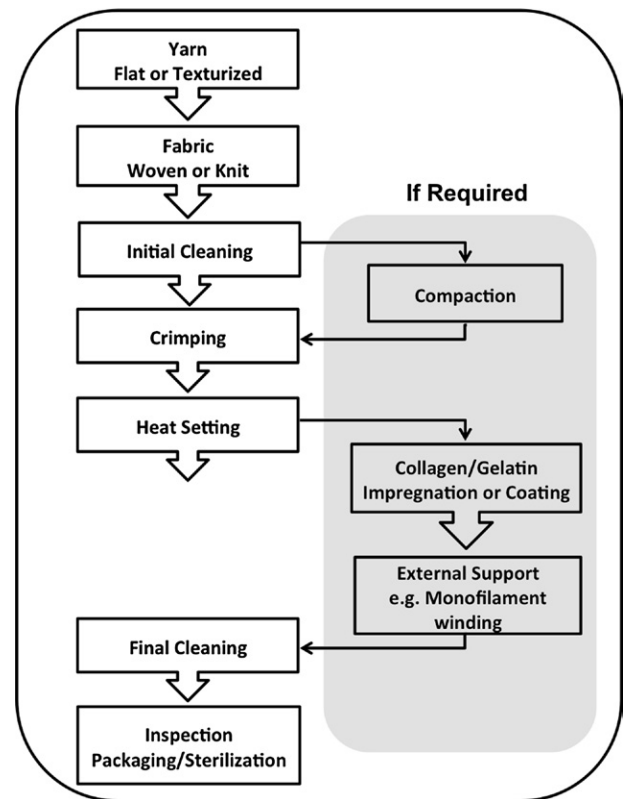 Yarn
Flat or Texturized
Fabric
Woven or Knit
If Required
Initial Cleaning
Compaction
Crimping
Heat Setting
Collagen/Gelatin
Impregnation or Coating
External Support
e.g. Monofilament
winding
Final Cleaning
Inspection
Packaging/Sterilization